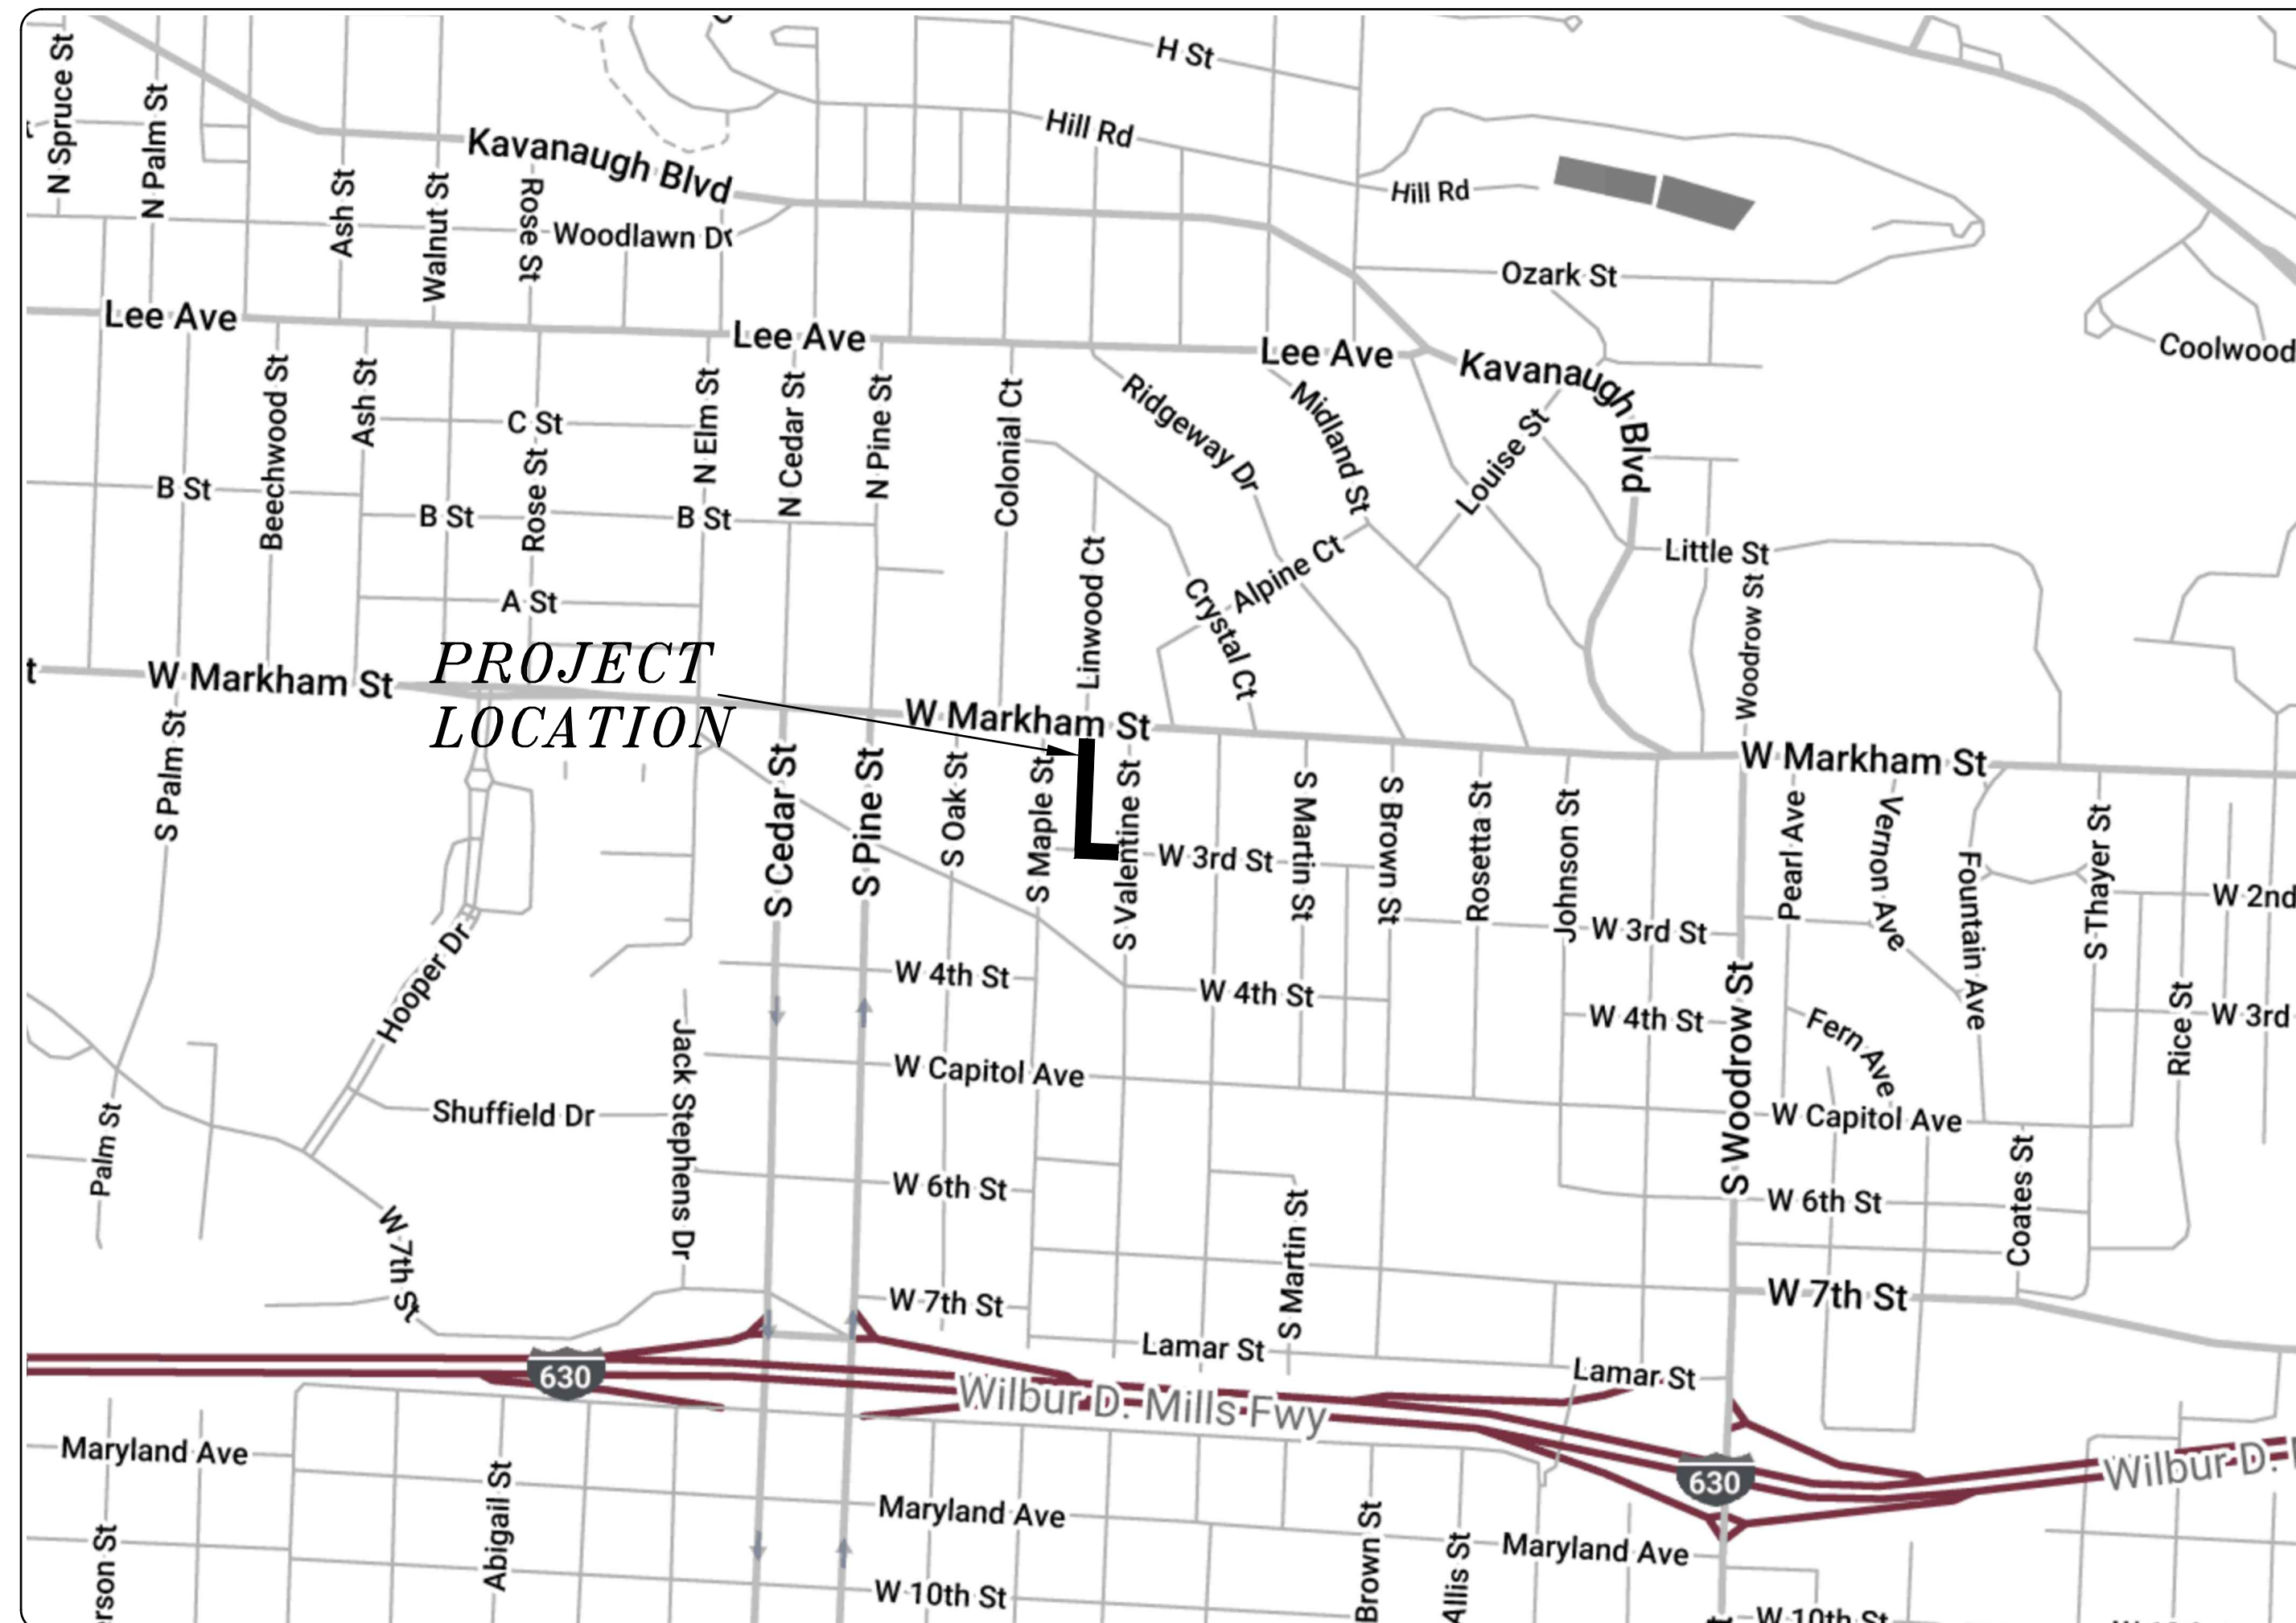 H St
N Spruce St
N Palm St
Hill Rd
Kavanaugh Blvd
Ash St
Walnut St
Rose St
Hill Rd
Woodlawn Dr
Ozark St
Lee Ave
Lee Ave
Lee Ave
Kavanaugh Blvd
Coolwood
Beechwood St
Ash St
C St
N Elm St
N Cedar St
N Pine St
Colonial Ct
Ridgeway Dr
Midland St
Louise St
B St
B St
Rose St
B St
Linwood Ct
Alpine Ct
Crystal Ct
Little St
Woodrow St
A St
PROJECT
LOCATION
t
W Markham St
W Markham St
W Markham St
S Palm St
S Cedar St
S Pine St
S Oak St
S Maple St
S Valentine St
W 3rd St
S Martin St
S Brown St
Rosetta St
Johnson St
W 3rd St
Pearl Ave
Vernon Ave
Fountain Ave
S Thayer St
W 2nd
Hooper Dr
W 4th St
W 4th St
W 4th St
S Woodrow St
Fern Ave
Rice St
W 3rd
Jack Stephens Dr
W Capitol Ave
W Capitol Ave
Shuffield Dr
Palm St
W 6th St
W 6th St
Coates St
W 7th St
S Martin St
W 7th St
W 7th St
Lamar St
Lamar St
630
Wilbur D. Mills Fwy
630
Wilbur D.
Maryland Ave
Abigail St
Maryland Ave
Maryland Ave
erson St
Brown St
Allis St
W 10th St
W 10th St